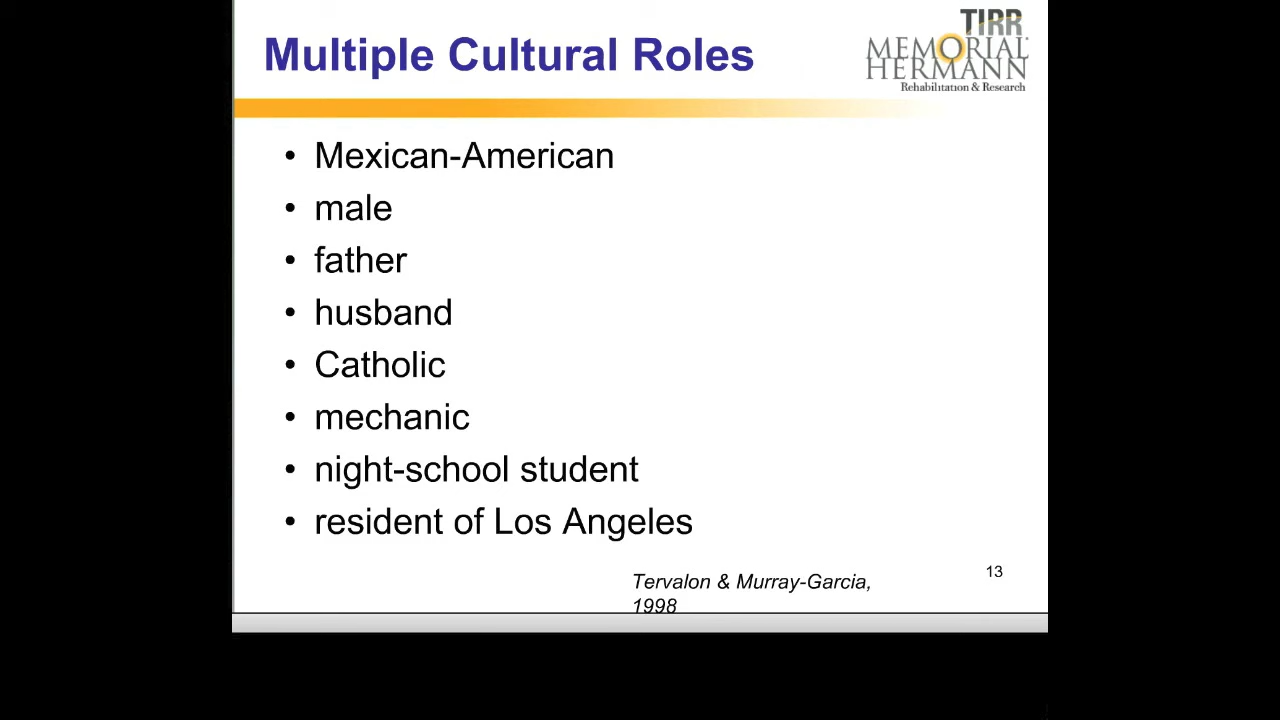 Multiple Cultural Roles
TIRR
MEMORIAL
HERMANN
Rehabilitation & Research
• Mexican-American
• male
• father
• husband
• Catholic
• mechanic
• night-school student
• resident of Los Angeles
Tervalon & Murray-Garcia,
1998
13